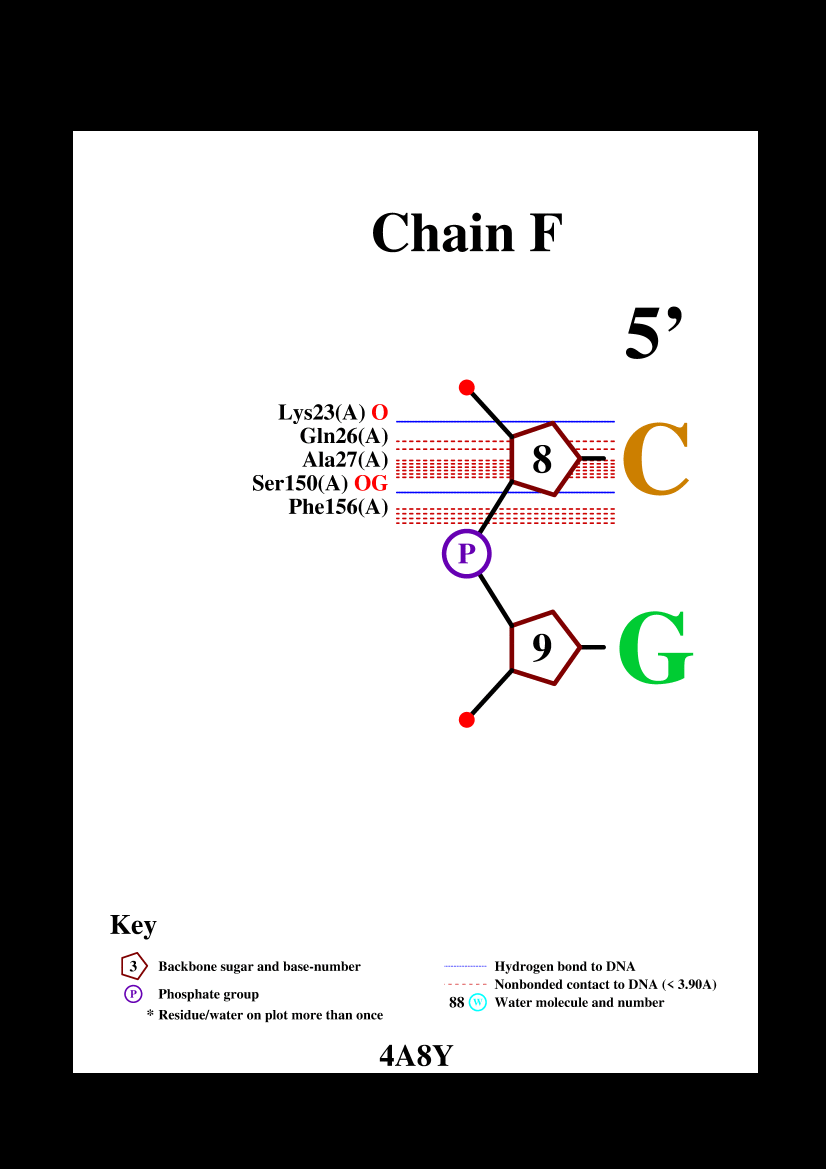 Chain F
5’
Lys23(A) O
Gln26(A)
Ala27(A)
Ser150(A) OG
Phe156(A)
8
C
P
9
G
Key
3 Backbone sugar and base-number
P Phosphate group
* Residue/water on plot more than once
Hydrogen bond to DNA
Nonbonded contact to DNA (< 3.90A)
88 W Water molecule and number
4A8Y